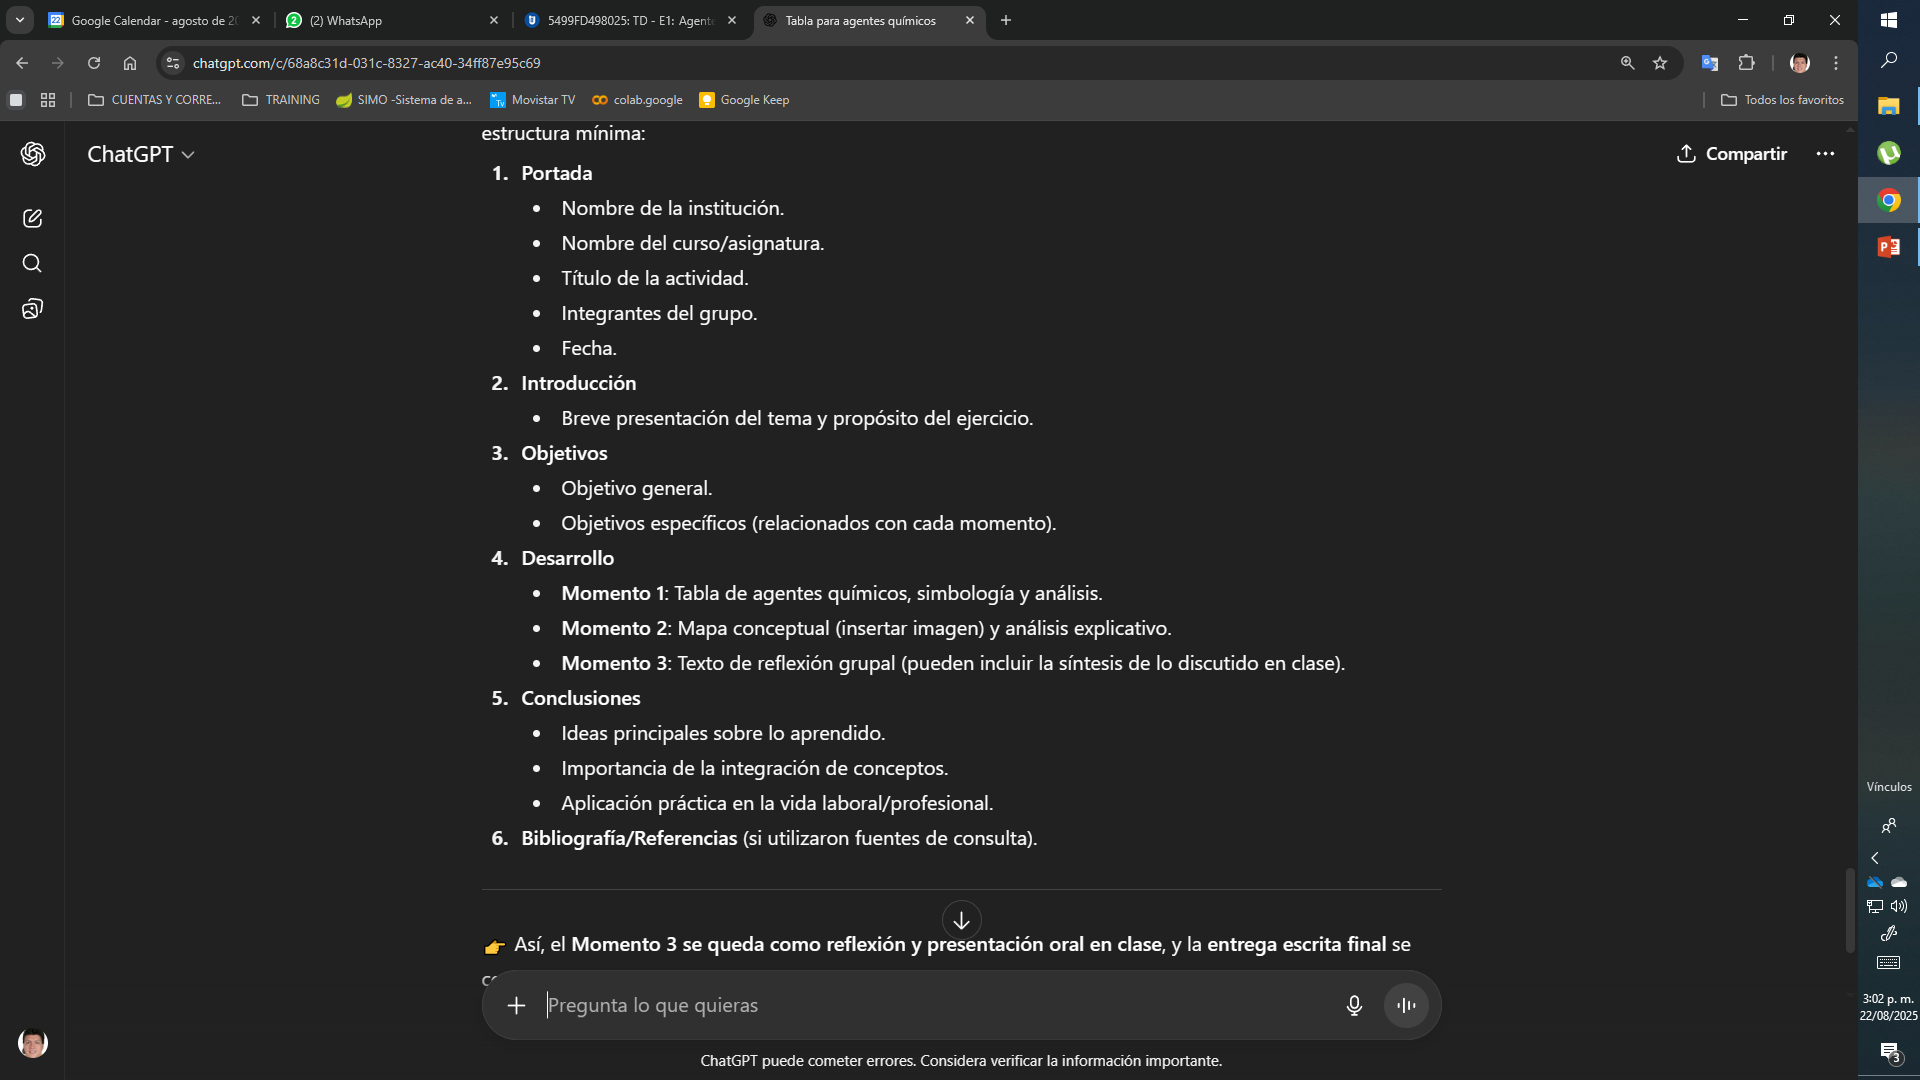 Google Calendar - agosto de 20
(2) WhatsApp
5499FD498025: TD - E1: Agent
Tabla para agentes químicos
chatgpt.com/c/68a8c31d-031c-8327-ac40-34ff87e95c69
CUENTAS Y CORRE...
TRAINING
SIMO -Sistema de a...
Movistar TV
colab.google
Google Keep
Todos los favoritos
ChatGPT
Compartir
estructura mínima:
1. Portada
• Nombre de la institución.
• Nombre del curso/asignatura.
• Título de la actividad.
• Integrantes del grupo.
• Fecha.
2. Introducción
• Breve presentación del tema y propósito del ejercicio.
3. Objetivos
• Objetivo general.
• Objetivos específicos (relacionados con cada momento).
4. Desarrollo
• Momento 1: Tabla de agentes químicos, simbología y análisis.
• Momento 2: Mapa conceptual (insertar imagen) y análisis explicativo.
• Momento 3: Texto de reflexión grupal (pueden incluir la síntesis de lo discutido en clase).
5. Conclusiones
• Ideas principales sobre lo aprendido.
• Importancia de la integración de conceptos.
• Aplicación práctica en la vida laboral/profesional.
6. Bibliografía/Referencias (si utilizaron fuentes de consulta).
👉 Así, el Momento 3 se queda como reflexión y presentación oral en clase, y la entrega escrita final se
Pregunta lo que quieras
ChatGPT puede cometer errores. Considera verificar la información importante.
Vínculos
3:02 p. m.
22/08/2025
3